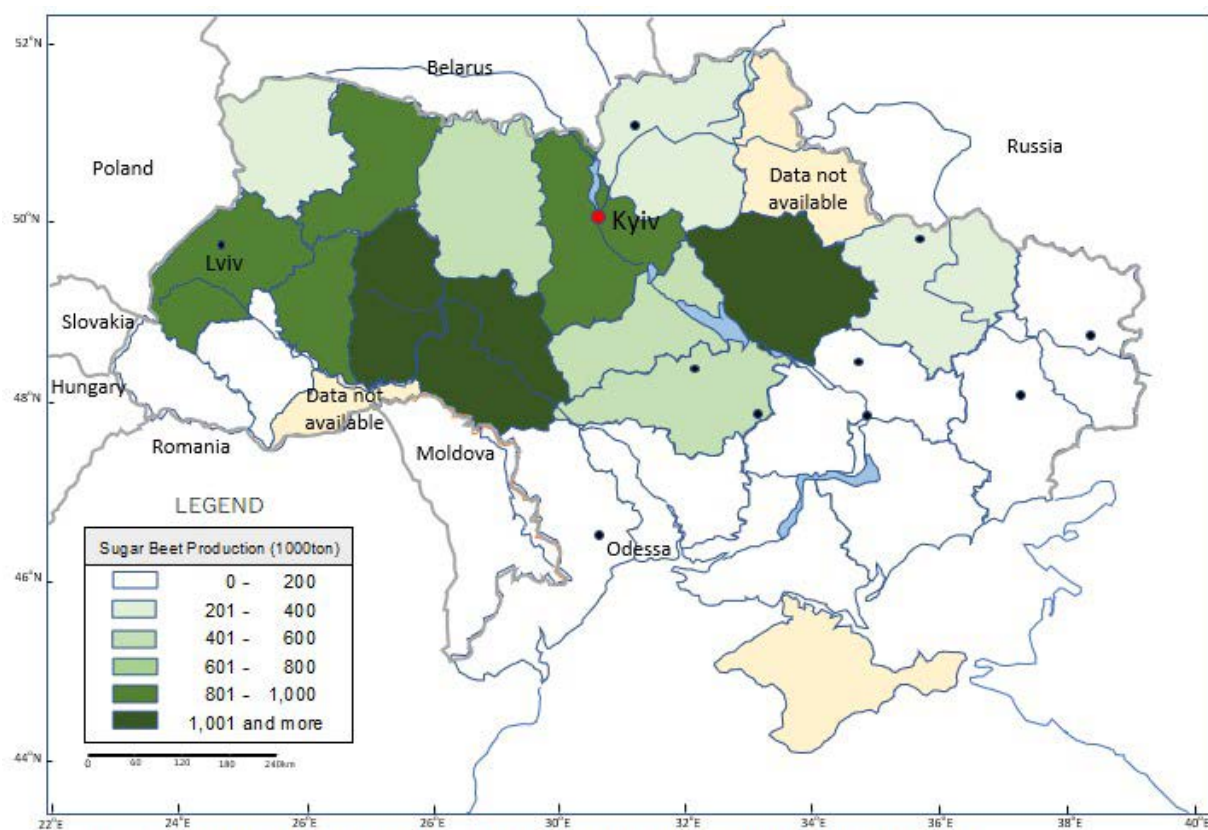 52°N
50°N
48°N
46°N
44°N
22°E
24°E
26°E
26°E
30°E
32°E
34°E
36°E
38°E
40°E
Belarus
Poland
Russia
Data not
available
Kyiv
Lviv
Slovakia
Hungary
Data not
available
Romania
Moldova
Odessa
LEGEND
Sugar Beet Production (1000ton)
0 - 200
201 - 400
401 - 600
601 - 800
801 - 1,000
1,001 and more
0 60 120 180 240km